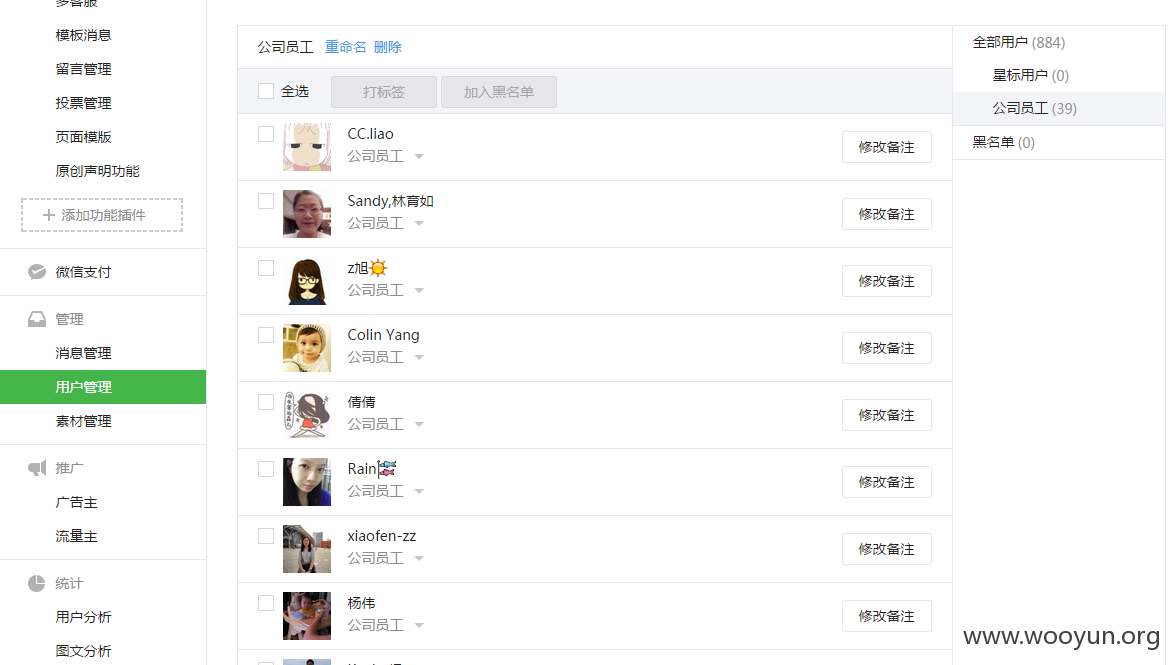 多客服
模板消息
留言管理
投票管理
页面模版
原创声明功能
添加功能插件
微信支付
管理
消息管理
用户管理
素材管理
推广
广告主
流量主
统计
用户分析
图文分析
公司员工 重命名 删除
全选 打标签 加入黑名单
CC.liao
公司员工
修改备注
Sandy,林育如
公司员工
修改备注
z旭☀
公司员工
修改备注
Colin Yang
公司员工
修改备注
倩倩
公司员工
修改备注
Rain🎏
公司员工
修改备注
xiaofen-zz
公司员工
修改备注
杨伟
公司员工
修改备注
全部用户 (884)
星标用户 (0)
公司员工 (39)
黑名单 (0)
www.wooyun.org